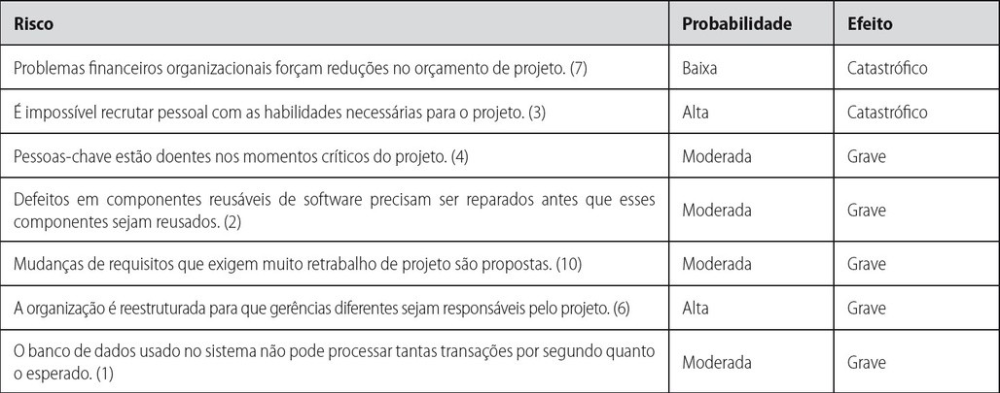 Risco Probabilidade Efeito
Problemas financeiros organizacionais forçam reduções no orçamento de projeto. (7) Baixa Catastrófico
É impossível recrutar pessoal com as habilidades necessárias para o projeto. (3) Alta Catastrófico
Pessoas-chave estão doentes nos momentos críticos do projeto. (4) Moderada Grave
Defeitos em componentes reusáveis de software precisam ser reparados antes que esses
componentes sejam reusados. (2) Moderada Grave
Mudanças de requisitos que exigem muito retrabalho de projeto são propostas. (10) Moderada Grave
A organização é reestruturada para que gerências diferentes sejam responsáveis pelo projeto. (6) Alta Grave
O banco de dados usado no sistema não pode processar tantas transações por segundo quanto
o esperado. (1) Moderada Grave